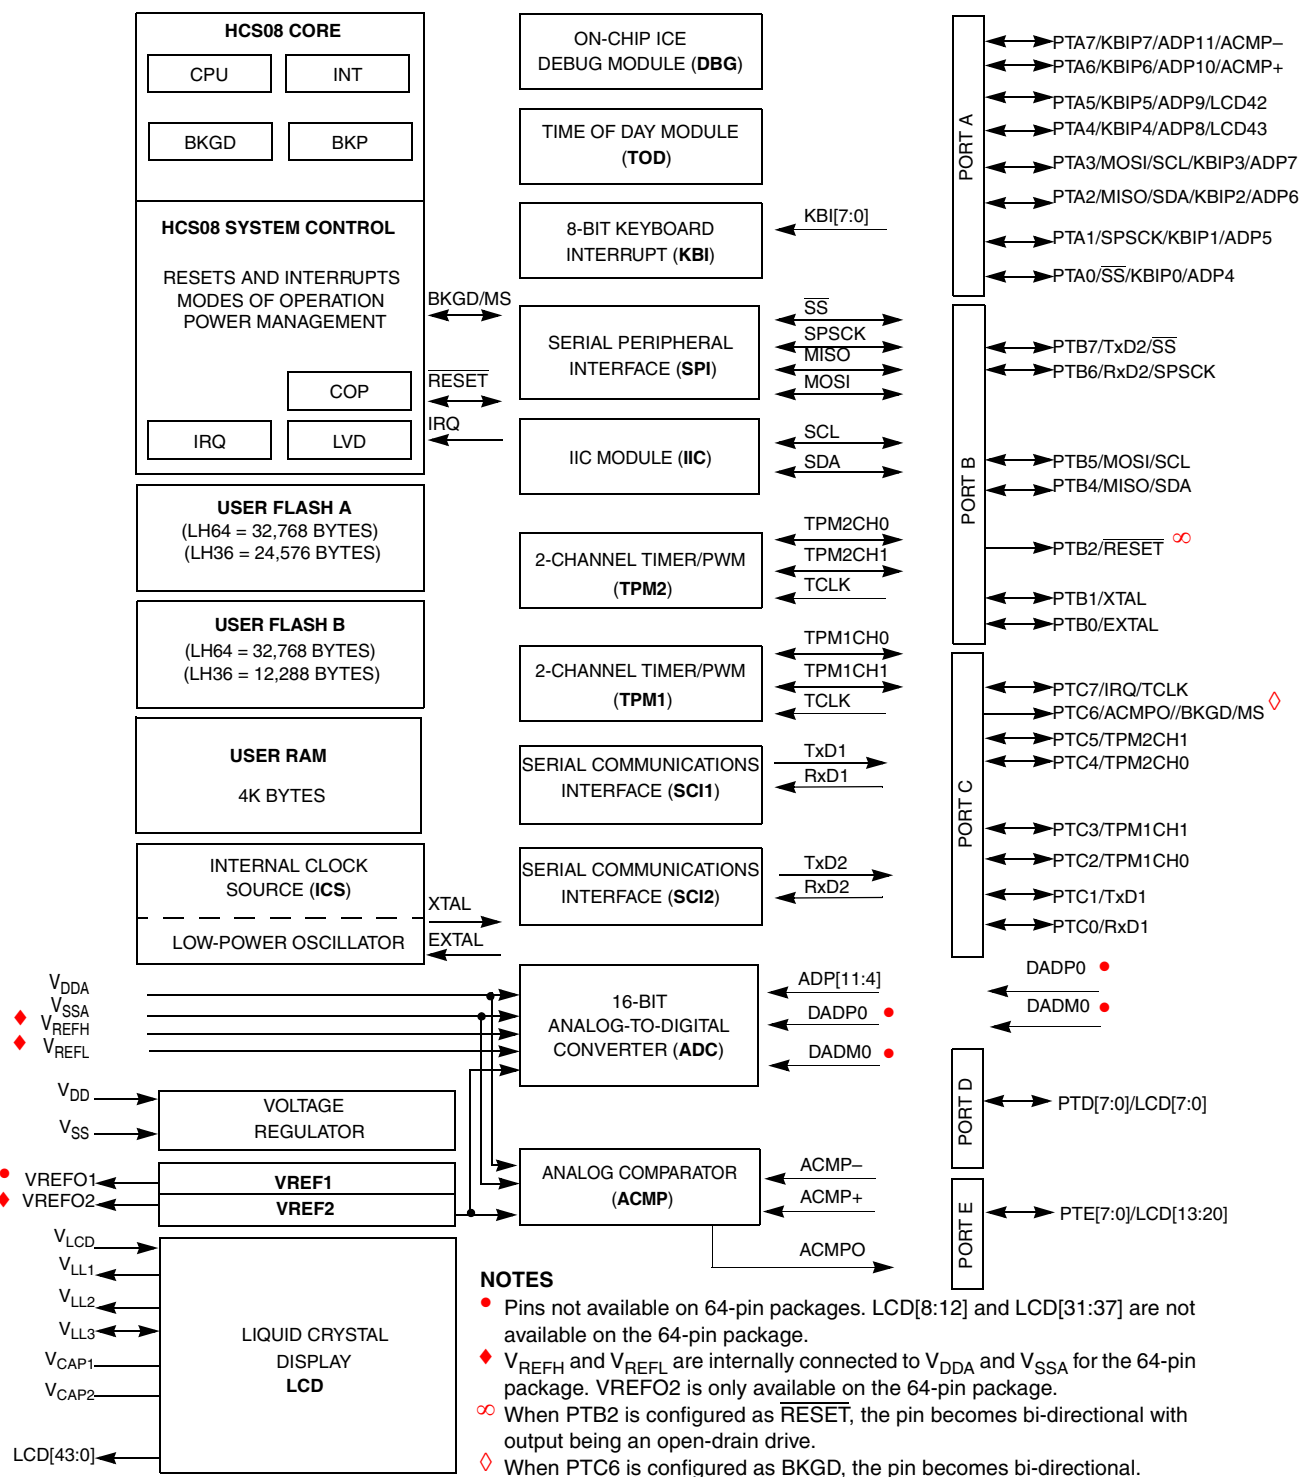 HCS08 CORE
CPU
INT
BKGD
BKP
HCS08 SYSTEM CONTROL
RESETS AND INTERRUPTS
MODES OF OPERATION
POWER MANAGEMENT
COP
IRQ
LVD
BKGD/MS
RESET
IRQ
USER FLASH A
(LH64 = 32,768 BYTES)
(LH36 = 24,576 BYTES)
USER FLASH B
(LH64 = 32,768 BYTES)
(LH36 = 12,288 BYTES)
USER RAM
4K BYTES
INTERNAL CLOCK
SOURCE (ICS)
LOW-POWER OSCILLATOR
XTAL
EXTAL
VDDA
VSSA
♦ VREFH
♦ VREFL
VDD
VSS
VOLTAGE
REGULATOR
• VREFO1
♦ VREFO2
VREF1
VREF2
VLCD
VLL1
VLL2
VLL3
VCAP1
VCAP2
LCD[43:0]
LIQUID CRYSTAL
DISPLAY
LCD
ON-CHIP ICE
DEBUG MODULE (DBG)
TIME OF DAY MODULE
(TOD)
8-BIT KEYBOARD
INTERRUPT (KBI)
KBI[7:0]
SERIAL PERIPHERAL
INTERFACE (SPI)
SS
SPSCK
MISO
MOSI
IIC MODULE (IIC)
SCL
SDA
2-CHANNEL TIMER/PWM
(TPM2)
TPM2CH0
TPM2CH1
TCLK
2-CHANNEL TIMER/PWM
(TPM1)
TPM1CH0
TPM1CH1
TCLK
SERIAL COMMUNICATIONS
INTERFACE (SCI1)
TxD1
RxD1
SERIAL COMMUNICATIONS
INTERFACE (SCI2)
TxD2
RxD2
16-BIT
ANALOG-TO-DIGITAL
CONVERTER (ADC)
ADP[11:4]
DADP0 •
DADM0 •
ANALOG COMPARATOR
(ACMP)
ACMP–
ACMP+
ACMPO
PORT A
PTA7/KBIP7/ADP11/ACMP–
PTA6/KBIP6/ADP10/ACMP+
PTA5/KBIP5/ADP9/LCD42
PTA4/KBIP4/ADP8/LCD43
PTA3/MOSI/SCL/KBIP3/ADP7
PTA2/MISO/SDA/KBIP2/ADP6
PTA1/SPSCK/KBIP1/ADP5
PTA0/SS/KBIP0/ADP4
PORT B
PTB7/TxD2/SS
PTB6/RxD2/SPSCK
PTB5/MOSI/SCL
PTB4/MISO/SDA
PTB2/RESET ∞
PTB1/XTAL
PTB0/EXTAL
PORT C
PTC7/IRQ/TCLK
PTC6/ACMPO//BKGD/MS ◊
PTC5/TPM2CH1
PTC4/TPM2CH0
PTC3/TPM1CH1
PTC2/TPM1CH0
PTC1/TxD1
PTC0/RxD1
DADP0 •
DADM0 •
PORT D
PTD[7:0]/LCD[7:0]
PORT E
PTE[7:0]/LCD[13:20]
NOTES
• Pins not available on 64-pin packages. LCD[8:12] and LCD[31:37] are not
available on the 64-pin package.
♦ VREFH and VREFL are internally connected to VDDA and VSSA for the 64-pin
package. VREFO2 is only available on the 64-pin package.
∞ When PTB2 is configured as RESET, the pin becomes bi-directional with
output being an open-drain drive.
◊ When PTC6 is configured as BKGD, the pin becomes bi-directional.